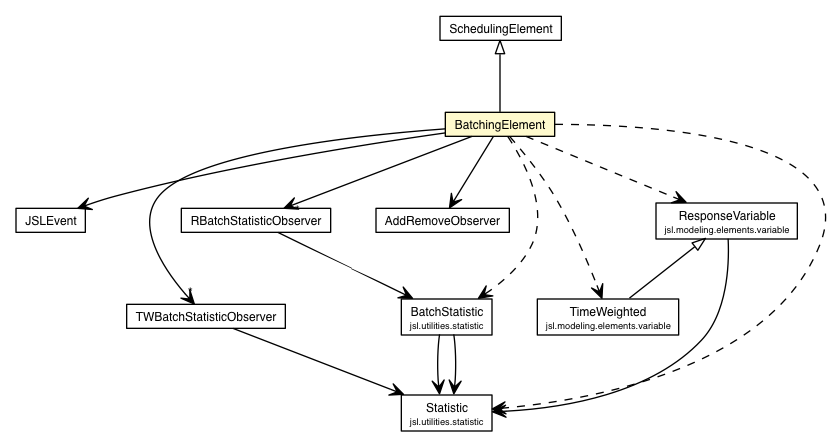 SchedulingElement
BatchingElement
JSLEvent
RBatchStatisticObserver
AddRemoveObserver
ResponseVariable
jsl.modeling.elements.variable
TWBatchStatisticObserver
BatchStatistic
jsl.utilities.statistic
TimeWeighted
jsl.modeling.elements.variable
Statistic
jsl.utilities.statistic